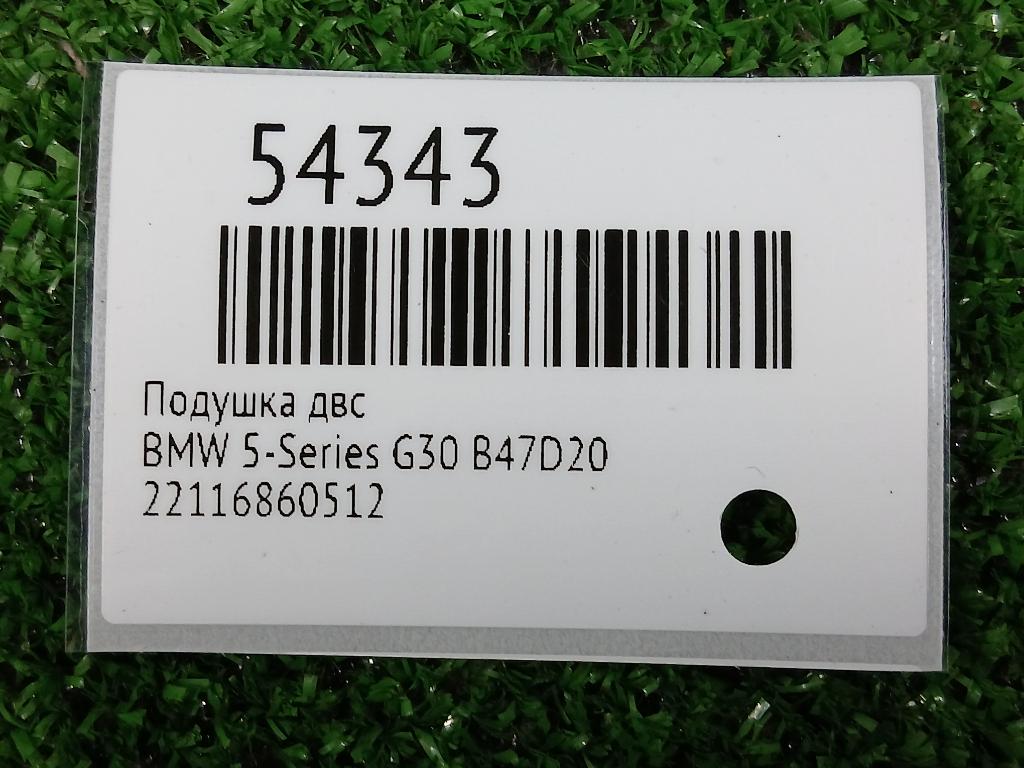 54343
Подушка двс
BMW 5-Series G30 B47D20
22116860512